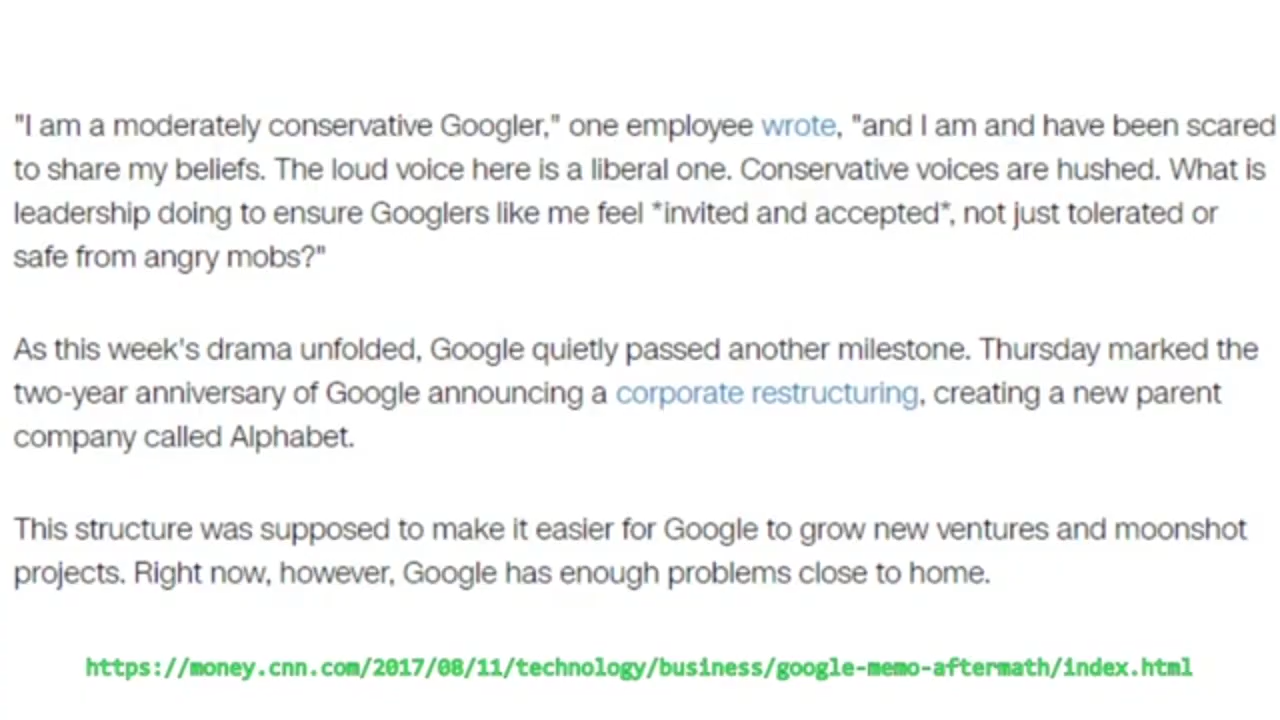 "I am a moderately conservative Googler," one employee wrote, "and I am and have been scared
to share my beliefs. The loud voice here is a liberal one. Conservative voices are hushed. What is
leadership doing to ensure Googlers like me feel *invited and accepted*, not just tolerated or
safe from angry mobs?"
As this week's drama unfolded, Google quietly passed another milestone. Thursday marked the
two-year anniversary of Google announcing a corporate restructuring, creating a new parent
company called Alphabet.
This structure was supposed to make it easier for Google to grow new ventures and moonshot
projects. Right now, however, Google has enough problems close to home.
https://money.cnn.com/2017/08/11/technology/business/google-memo-aftermath/index.html